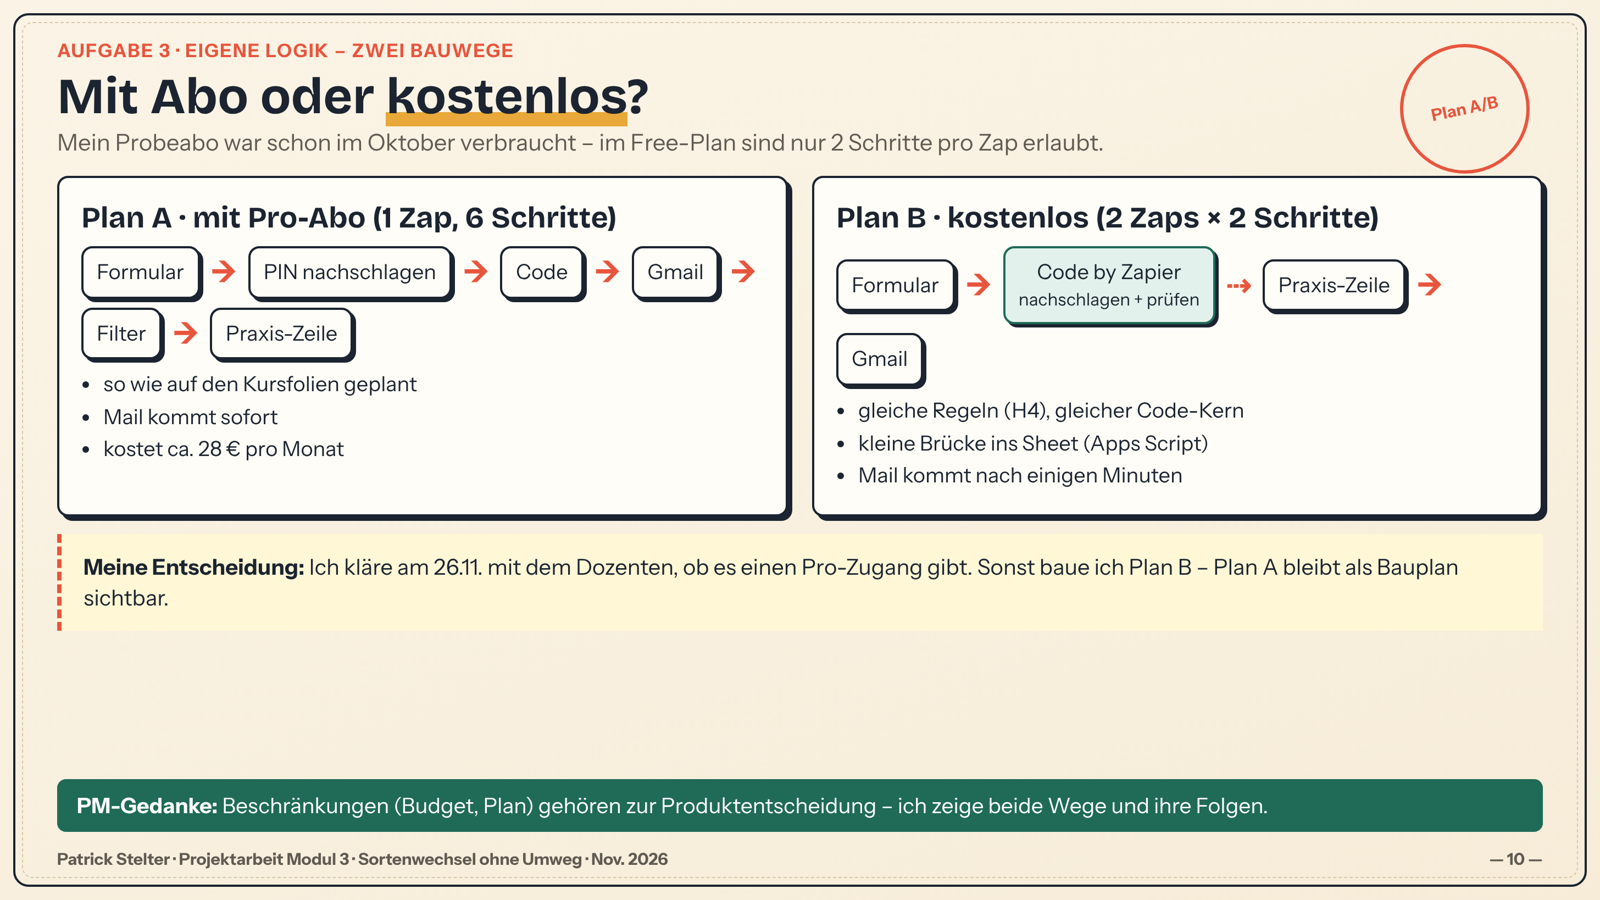 AUFGABE 3 · EIGENE LOGIK – ZWEI BAUWEGE
Mit Abo oder kostenlos?
Mein Probeabo war schon im Oktober verbraucht – im Free-Plan sind nur 2 Schritte pro Zap erlaubt.
Plan A/B
Plan A · mit Pro-Abo (1 Zap, 6 Schritte)
Formular → PIN nachschlagen → Code → Gmail →
Filter → Praxis-Zeile
• so wie auf den Kursfolien geplant
• Mail kommt sofort
• kostet ca. 28 € pro Monat
Plan B · kostenlos (2 Zaps × 2 Schritte)
Formular → Code by Zapier ⇢ Praxis-Zeile →
nachschlagen + prüfen
Gmail
• gleiche Regeln (H4), gleicher Code-Kern
• kleine Brücke ins Sheet (Apps Script)
• Mail kommt nach einigen Minuten
Meine Entscheidung: Ich kläre am 26.11. mit dem Dozenten, ob es einen Pro-Zugang gibt. Sonst baue ich Plan B – Plan A bleibt als Bauplan
sichtbar.
PM-Gedanke: Beschränkungen (Budget, Plan) gehören zur Produktentscheidung – ich zeige beide Wege und ihre Folgen.
Patrick Stelter · Projektarbeit Modul 3 · Sortenwechsel ohne Umweg · Nov. 2026
— 10 —